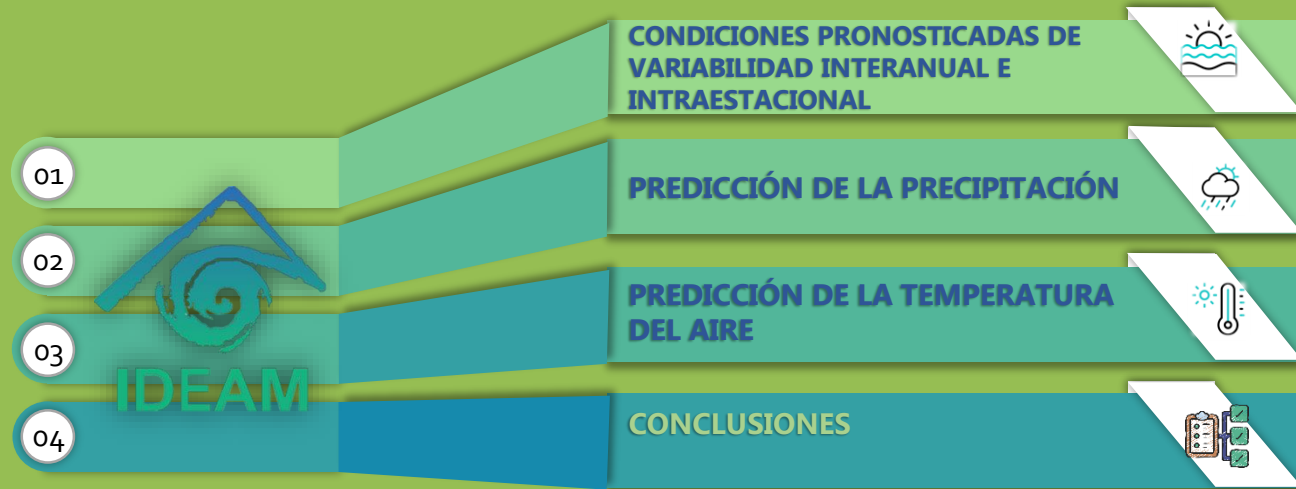 CONDICIONES PRONOSTICADAS DE
VARIABILIDAD INTERANUAL E
INTRAESTACIONAL
01
PREDICCIÓN DE LA PRECIPITACIÓN
02
PREDICCIÓN DE LA TEMPERATURA
DEL AIRE
03
CONCLUSIONES
04
IDEAM